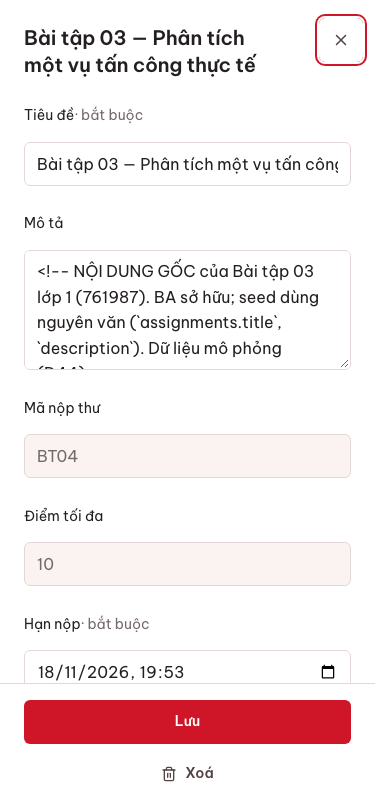 Bài tập 03 — Phân tích
một vụ tấn công thực tế
Tiêu đề· bắt buộc
Bài tập 03 — Phân tích một vụ tấn công
Mô tả
<!-- NỘI DUNG GỐC của Bài tập 03
lớp 1 (761987). BA sở hữu; seed dùng
nguyên văn (`assignments.title`,
`description`). Dữ liệu mô phỏng
Mã nộp thư
BT04
Điểm tối đa
10
Hạn nộp· bắt buộc
18/11/2026, 19:53
Lưu
Xoá